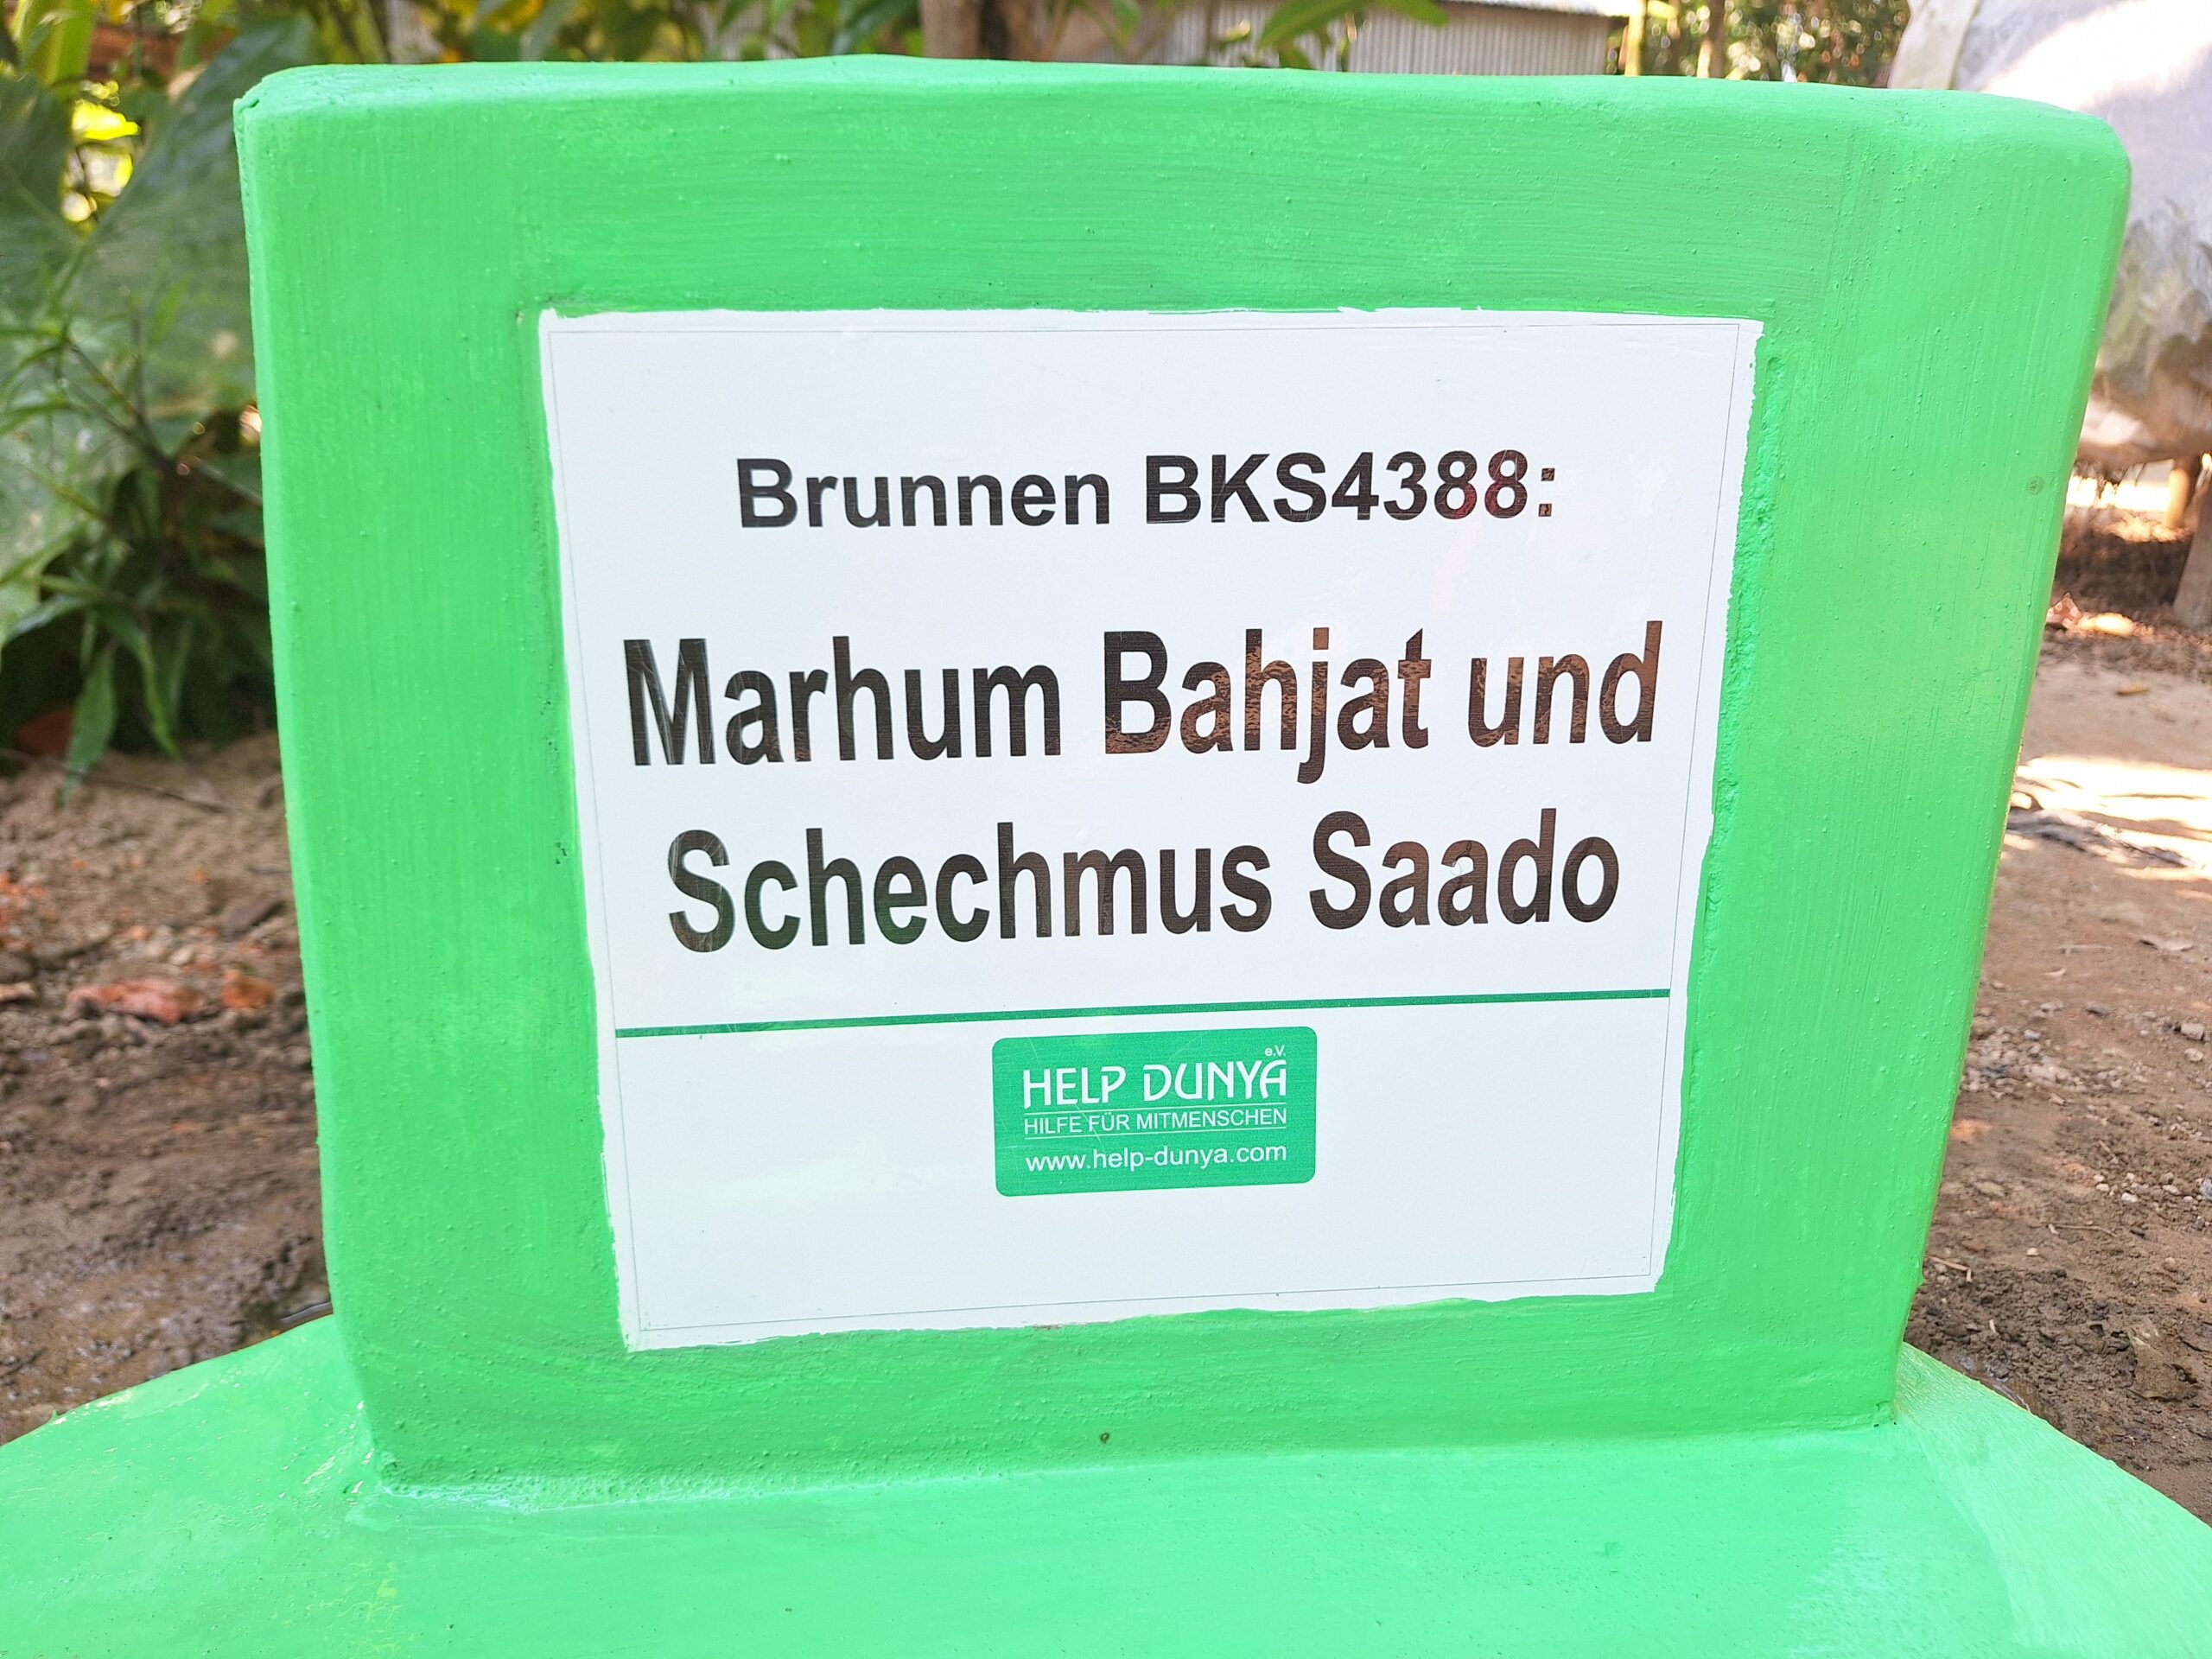 Brunnen BKS4388:
Marhum Bahjat und
Schechmus Saado
e.V.
HELP DUNYA
HILFE FÜR MITMENSCHEN
www.help-dunya.com